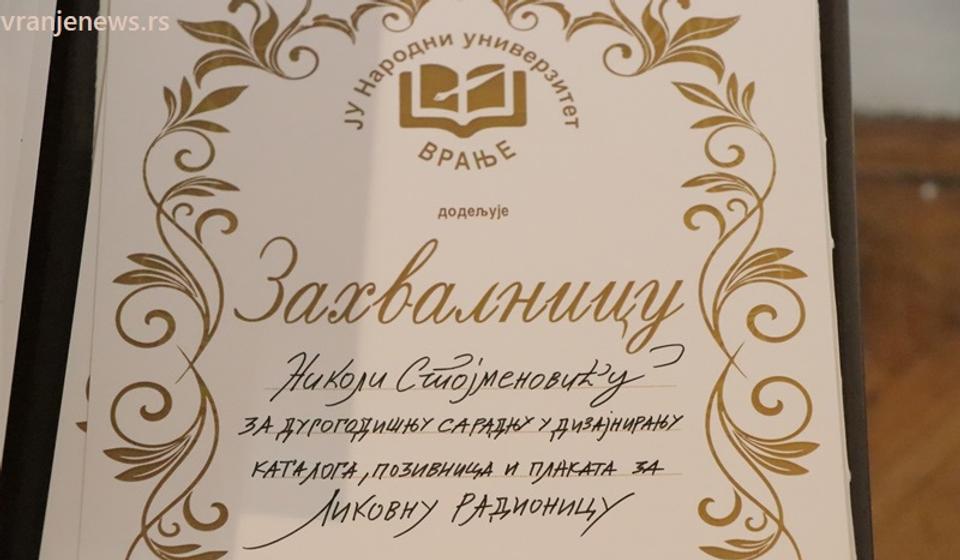 vranjenews.rs
ЈУ Народни универзитет
ВРАЊЕ
додељује
Захвалницу
Николи Стојменовићу
ЗА ДУГОГОДИШЊУ САРАДЊУ У ДИЗАЈНИРАЊУ
КАТАЛОГА, ПОЗИВНИЦА И ПЛАКАТА ЗА
ЛИКОВНУ РАДИОНИЦУ